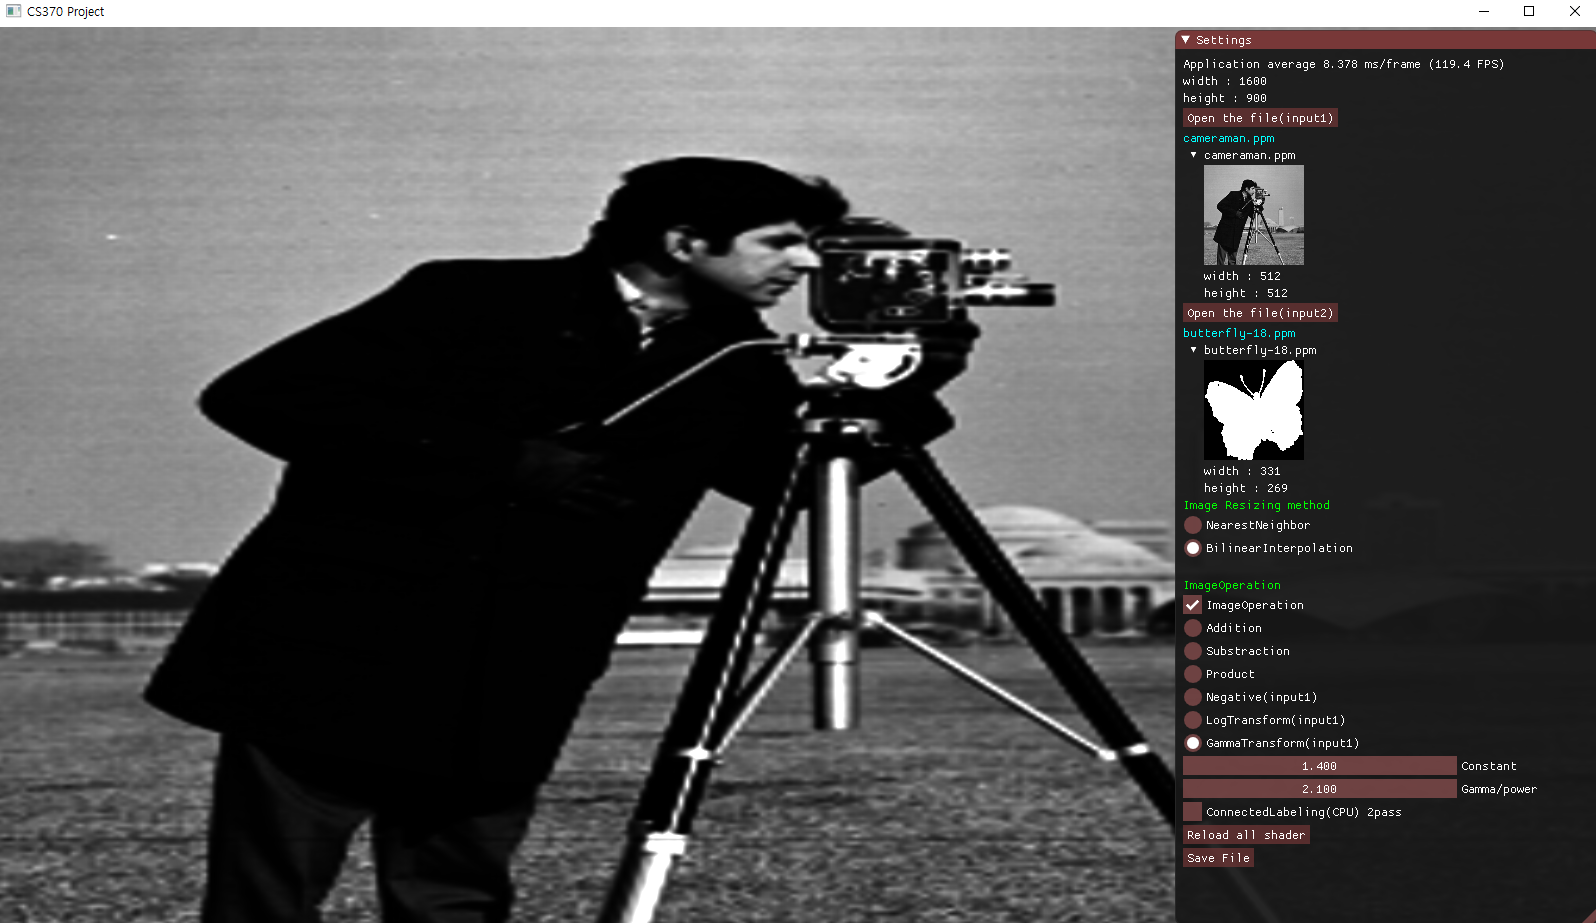 CS370 Project
Settings
Application average 8.378 ms/frame (119.4 FPS)
width : 1600
height : 900
Open the file(input1)
cameraman.ppm
cameraman.ppm
width : 512
height : 512
Open the file(input2)
butterfly-18.ppm
butterfly-18.ppm
width : 331
height : 269
Image Resizing method
NearestNeighbor
BilinearInterpolation
ImageOperation
ImageOperation
Addition
Substraction
Product
Negative(input1)
LogTransform(input1)
GammaTransform(input1)
1.400 Constant
2.100 Gamma/power
ConnectedLabeling(CPU) 2pass
Reload all shader
Save File